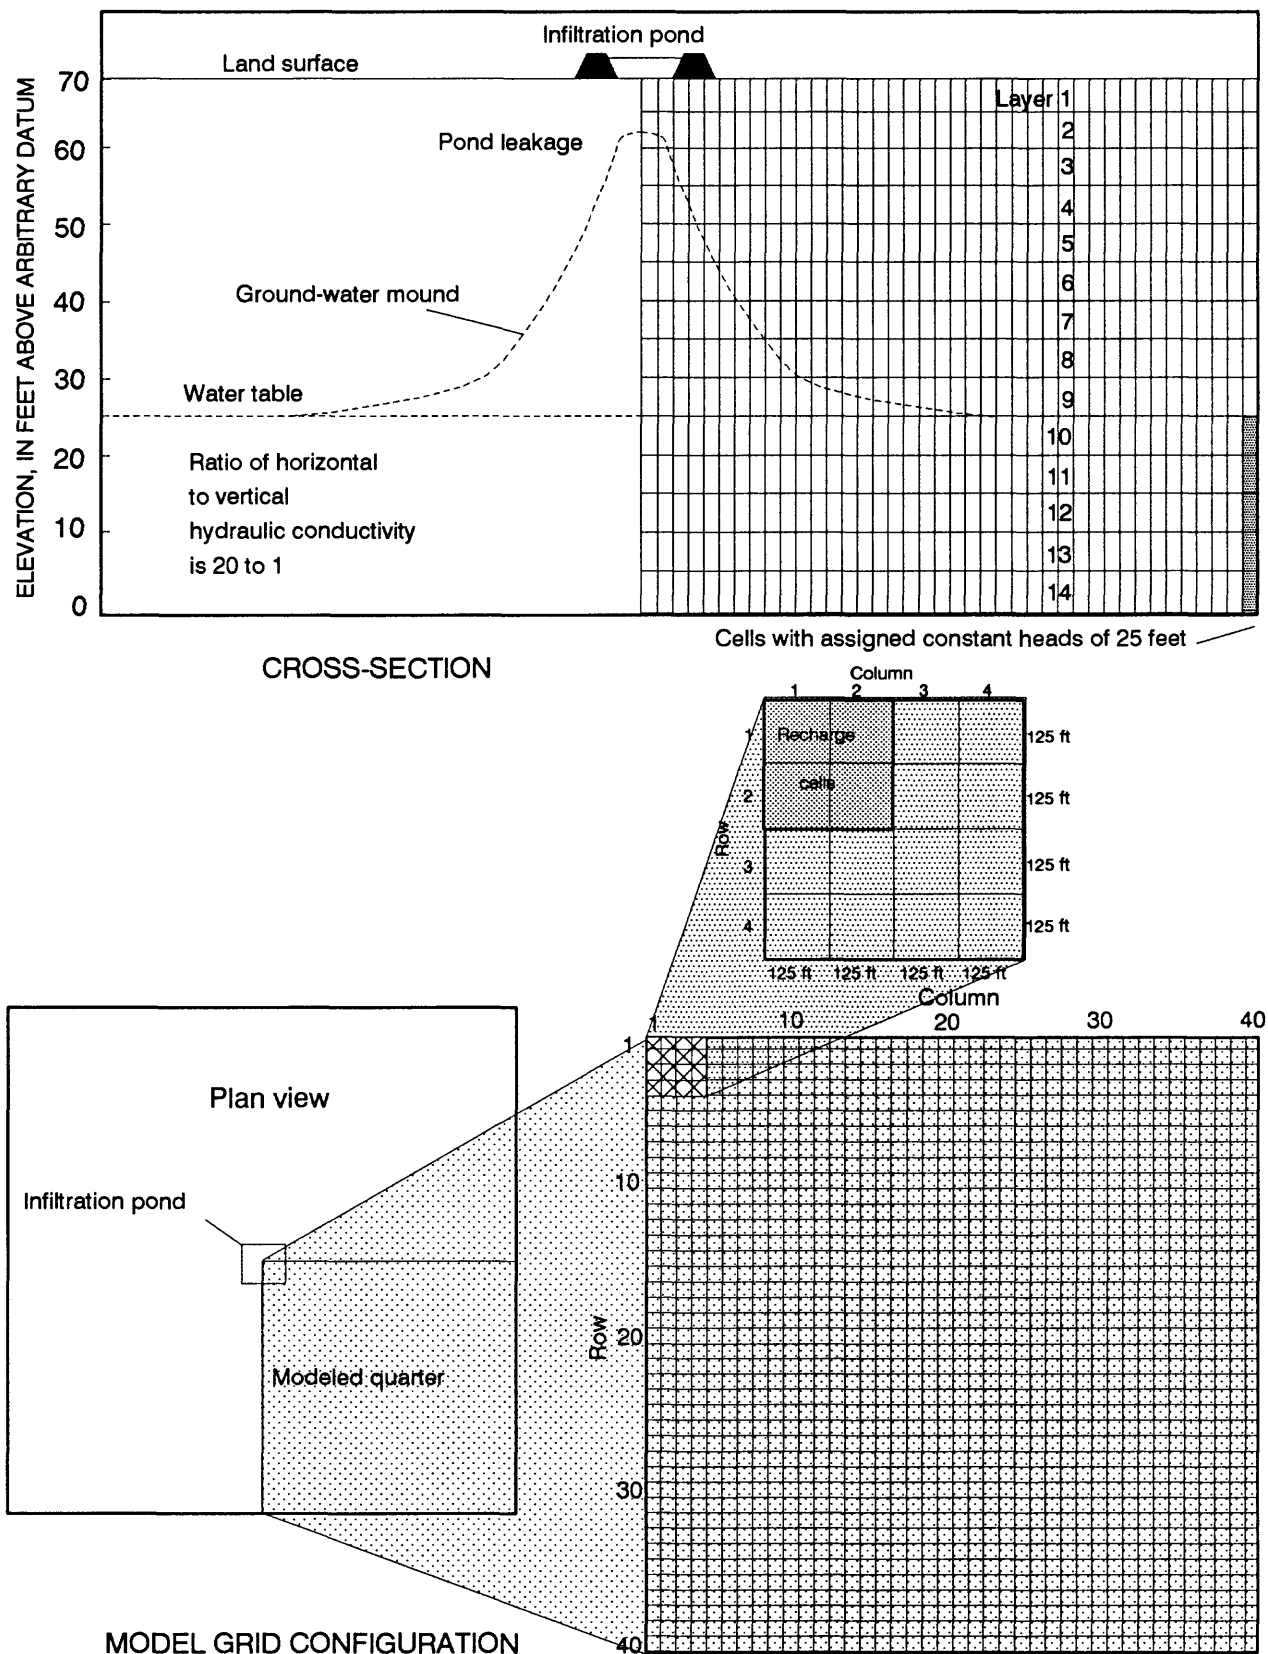 Infiltration pond
Land surface
ELEVATION, IN FEET ABOVE ARBITRARY DATUM
70
60
50
40
30
20
10
0
Layer 1
2
3
4
5
6
7
8
9
10
11
12
13
14
Pond leakage
Ground-water mound
Water table
Ratio of horizontal
to vertical
hydraulic conductivity
is 20 to 1
Cells with assigned constant heads of 25 feet
CROSS-SECTION
Column
1 2 3 4
Row
1
2
3
4
Recharge
cells
125 ft
125 ft
125 ft
125 ft
125 ft 125 ft 125 ft 125 ft
Column
1 10 20 30 40
Row
1
10
20
30
40
Plan view
Infiltration pond
Modeled quarter
MODEL GRID CONFIGURATION